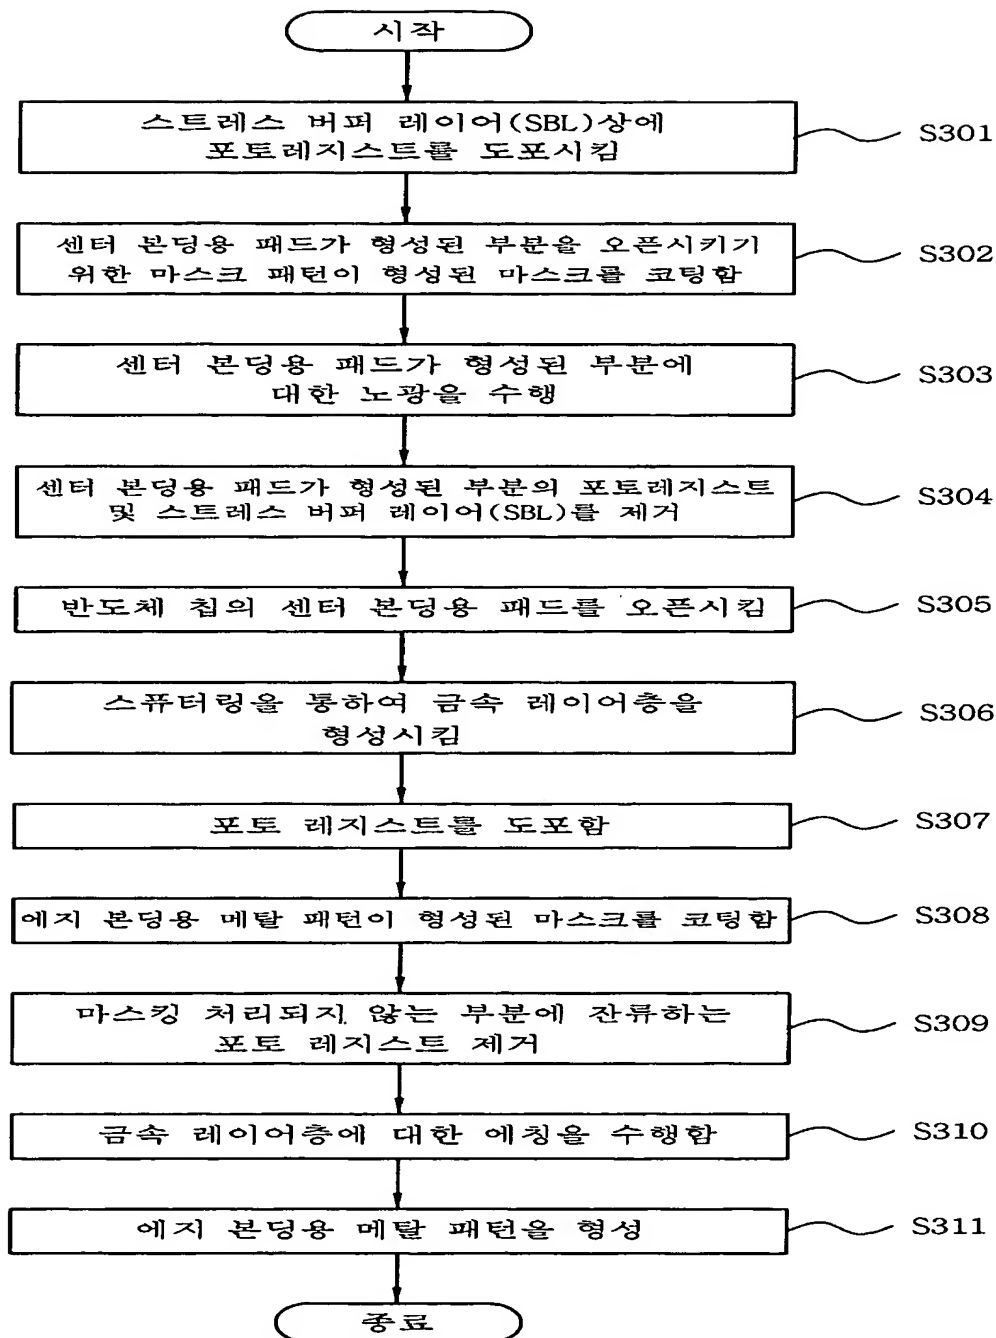 시작
스트레스 버퍼 레이어(SBL)상에
포토레지스트를 도포시킴
S301
센터 본딩용 패드가 형성된 부분을 오픈시키기
위한 마스크 패턴이 형성된 마스크를 코팅함
S302
센터 본딩용 패드가 형성된 부분에
대한 노광을 수행
S303
센터 본딩용 패드가 형성된 부분의 포토레지스트
및 스트레스 버퍼 레이어(SBL)를 제거
S304
반도체 칩의 센터 본딩용 패드를 오픈시킴
S305
스퓨터링을 통하여 금속 레이어층을
형성시킴
S306
포토 레지스트를 도포함
S307
에지 본딩용 메탈 패턴이 형성된 마스크를 코팅함
S308
마스킹 처리되지 않는 부분에 잔류하는
포토 레지스트 제거
S309
금속 레이어층에 대한 에칭을 수행함
S310
에지 본딩용 메탈 패턴을 형성
S311
종료